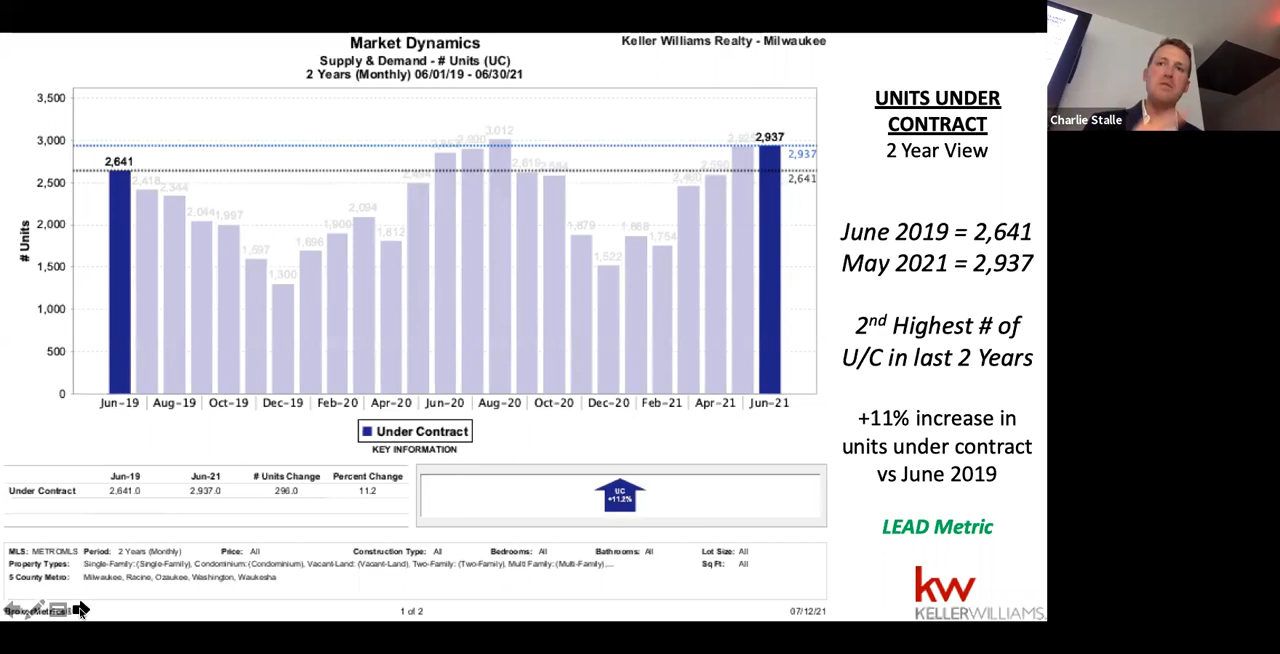 Market Dynamics
Keller Williams Realty - Milwaukee
Supply & Demand - # Units (UC)
2 Years (Monthly) 06/01/19 - 06/30/21
3,500
3,000
2,500
2,000
1,500
1,000
500
0
# Units
2,641
2,418
2,344
2,044
1,997
1,597
1,300
1,696
1,900
2,094
1,812
3,012
1,879
1,522
1,868
1,754
2,590
2,937
2,937
2,641
Jun-19
Aug-19
Oct-19
Dec-19
Feb-20
Apr-20
Jun-20
Aug-20
Oct-20
Dec-20
Feb-21
Apr-21
Jun-21
Under Contract
KEY INFORMATION
Jun-19 Jun-21 # Units Change Percent Change
Under Contract 2,641.0 2,937.0 296.0 11.2
UC
+11.2%
MLS: METROMLS Period: 2 Years (Monthly) Price: All Construction Type: All Bedrooms: All Bathrooms: All Lot Size: All
Property Types: Single-Family: (Single-Family), Condominium: (Condominium), Vacant-Land: (Vacant-Land), Two-Family: (Two-Family), Multi Family: (Multi-Family),... Sq Ft: All
5 County Metro: Milwaukee, Racine, Ozaukee, Washington, Waukesha
1 of 2
07/12/21
UNITS UNDER
CONTRACT
2 Year View
June 2019 = 2,641
May 2021 = 2,937
2nd Highest # of
U/C in last 2 Years
+11% increase in
units under contract
vs June 2019
LEAD Metric
kw
KELLERWILLIAMS.
Charlie Stalle